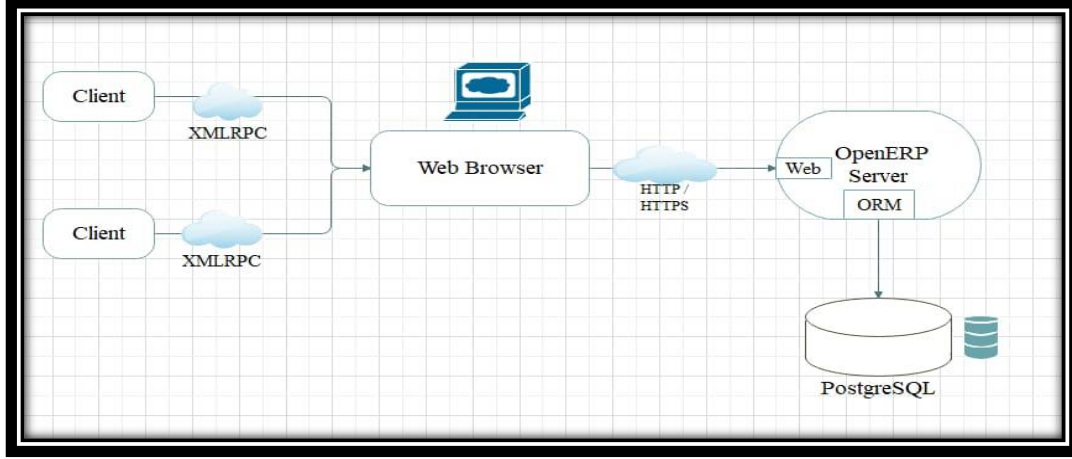 Client
XMLRPC
Client
XMLRPC
Web Browser
HTTP /
HTTPS
Web
OpenERP
Server
ORM
PostgreSQL